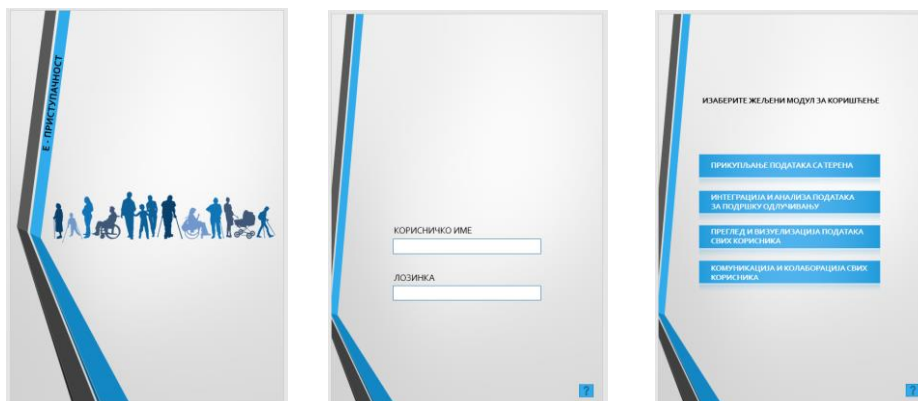 Е - ПРИСТУПАЧНОСТ
КОРИСНИЧКО ИМЕ
ЛОЗИНКА
?
ИЗАБЕРИТЕ ЖЕЉЕНИ МОДУЛ ЗА КОРИШЋЕЊЕ
ПРИКУПЉАЊЕ ПОДАТАКА СА ТЕРЕНА
ИНТЕГРАЦИЈА И АНАЛИЗА ПОДАТАКА
ЗА ПОДРШКУ ОДЛУЧИВАЊУ
ПРЕГЛЕД И ВИЗУЕЛИЗАЦИЈА ПОДАТАКА
СВИХ КОРИСНИКА
КОМУНИКАЦИЈА И КОЛАБОРАЦИЈА СВИХ
КОРИСНИКА
?